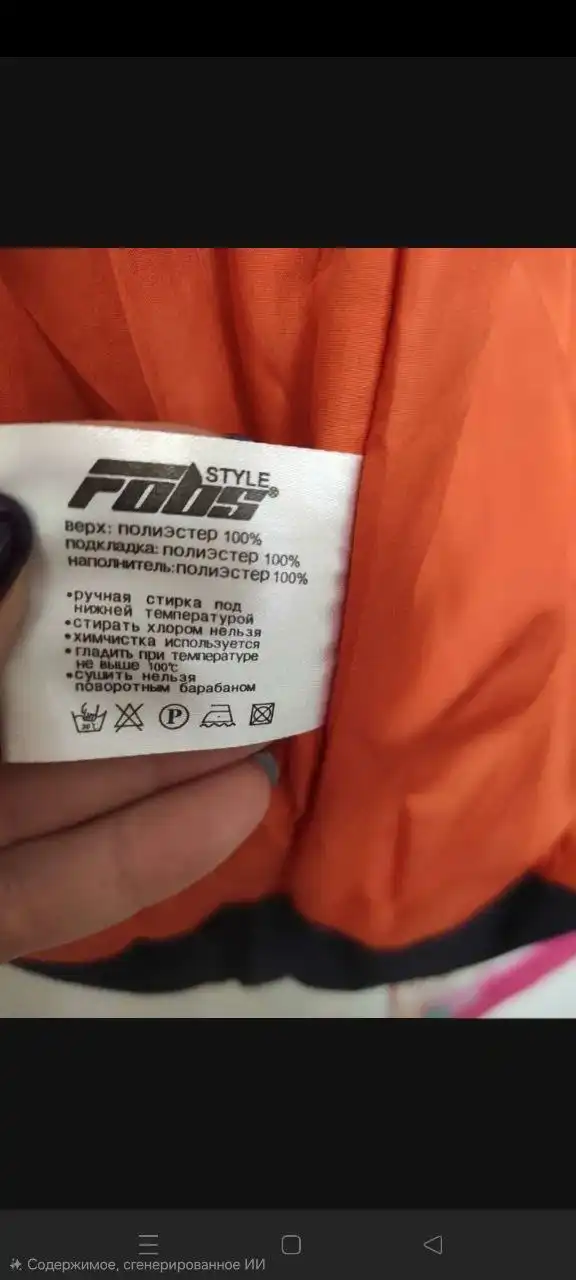 STYLE
Fobs®
верх: полиэстер 100%
подкладка: полиэстер 100%
наполнитель:полиэстер 100%
•ручная стирка под
нижней температурой
•стирать хлором нельзя
•химчистка используется
•гладить при температуре
не выше 100℃
•сушить нельзя
поворотным барабаном
30°
P
Содержимое, сгенерированное ИИ